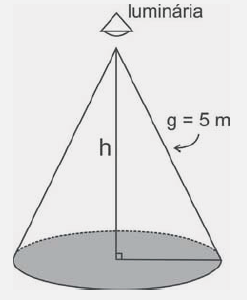 luminária
g = 5 m
h